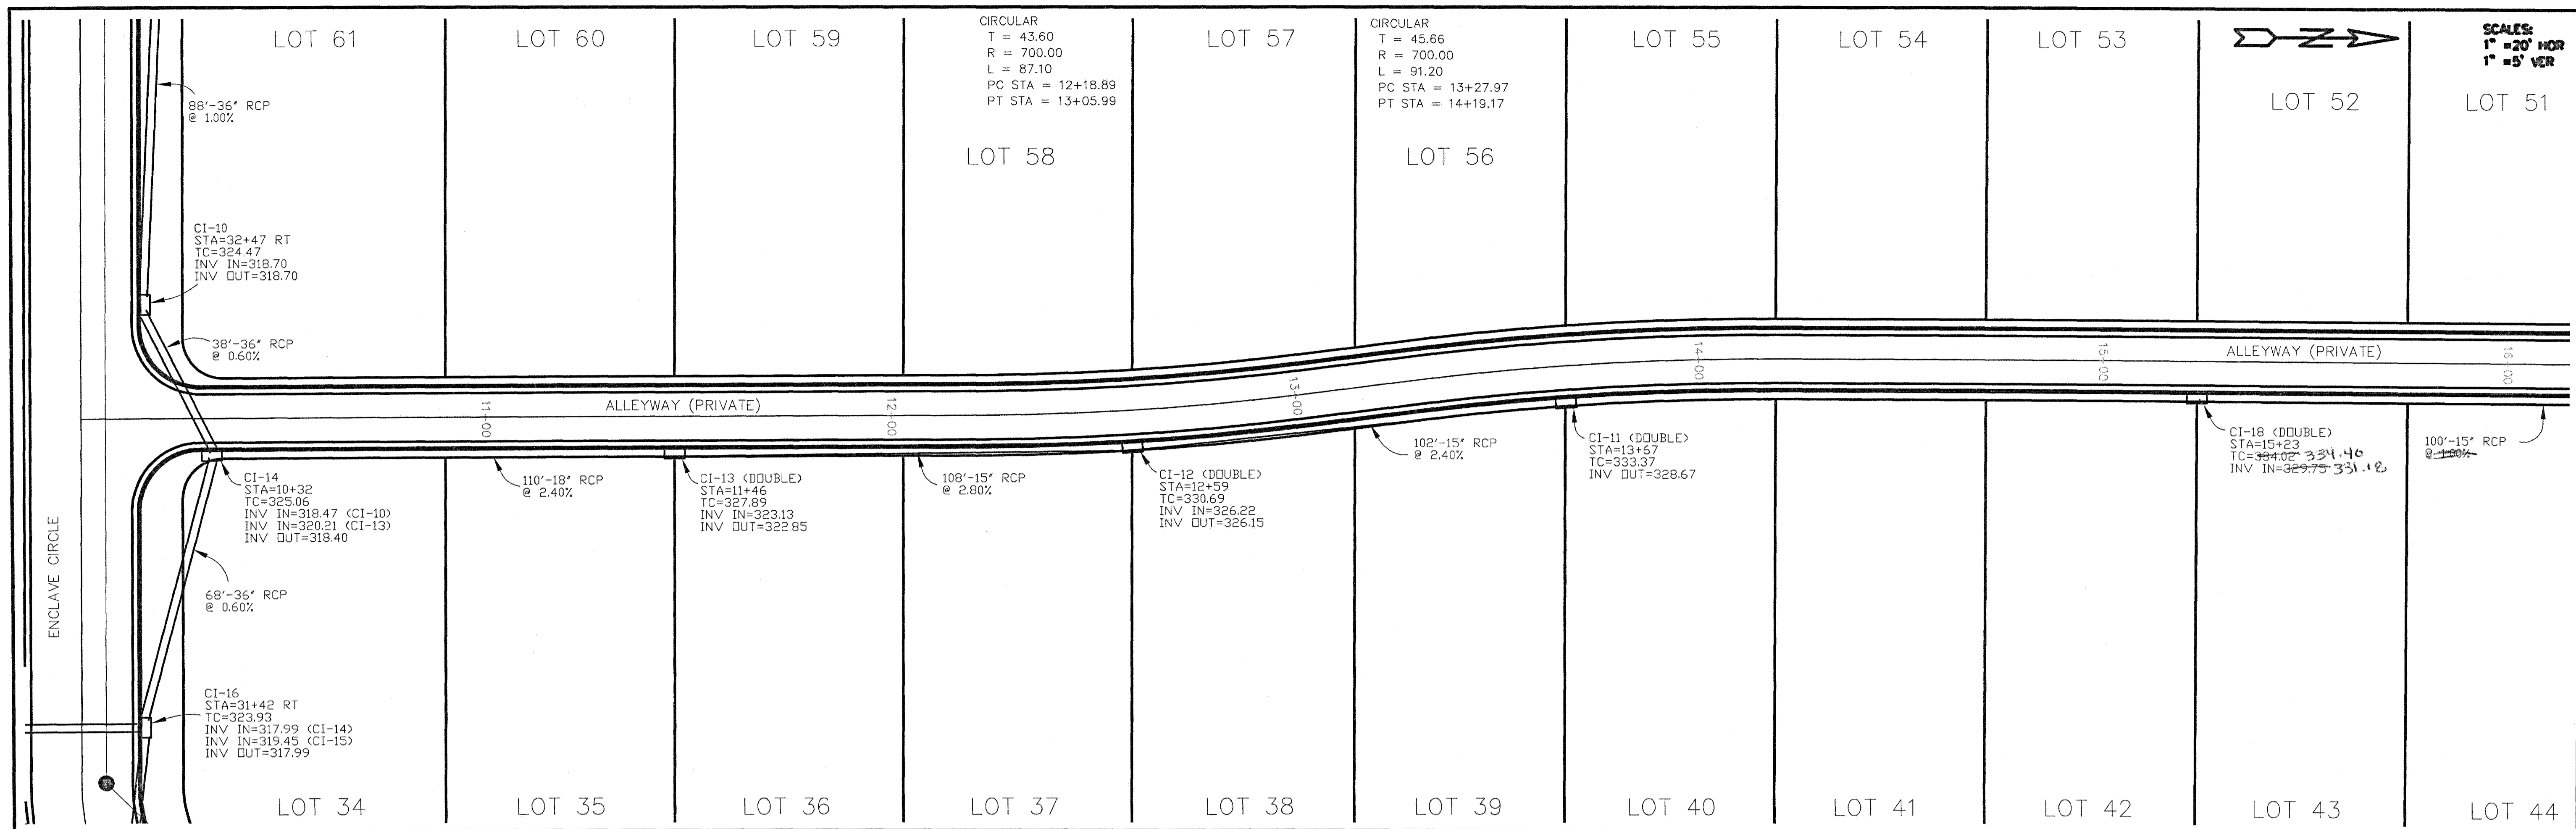 LOT 61
LOT 60
LOT 59
CIRCULAR
T = 43.60
R = 700.00
L = 87.10
PC STA = 12+18.89
PT STA = 13+05.99
LOT 58
LOT 57
CIRCULAR
T = 45.66
R = 700.00
L = 91.20
PC STA = 13+27.97
PT STA = 14+19.17
LOT 56
LOT 55
LOT 54
LOT 53
N
LOT 52
SCALES:
1" =20' HOR
1" =5' VER
LOT 51
88'-36" RCP
@ 1.00%
CI-10
STA=32+47 RT
TC=324.47
INV IN=318.70
INV OUT=318.70
38'-36" RCP
@ 0.60%
ALLEYWAY (PRIVATE)
ALLEYWAY (PRIVATE)
11+00
12+00
13+00
14+00
15+00
16+00
CI-14
STA=10+32
TC=325.06
INV IN=318.47 (CI-10)
INV IN=320.21 (CI-13)
INV OUT=318.40
110'-18" RCP
@ 2.40%
CI-13 (DOUBLE)
STA=11+46
TC=327.89
INV IN=323.13
INV OUT=322.85
108'-15" RCP
@ 2.80%
CI-12 (DOUBLE)
STA=12+59
TC=330.69
INV IN=326.22
INV OUT=326.15
102'-15" RCP
@ 2.40%
CI-11 (DOUBLE)
STA=13+67
TC=333.37
INV OUT=328.67
CI-18 (DOUBLE)
STA=15+23
TC=334.02 334.40
INV IN=329.75 331.18
100'-15" RCP
@ 1.00%
ENCLAVE CIRCLE
68'-36" RCP
@ 0.60%
CI-16
STA=31+42 RT
TC=323.93
INV IN=317.99 (CI-14)
INV IN=319.45 (CI-15)
INV OUT=317.99
LOT 34
LOT 35
LOT 36
LOT 37
LOT 38
LOT 39
LOT 40
LOT 41
LOT 42
LOT 43
LOT 44